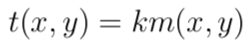 t(x, y) = km(x, y)